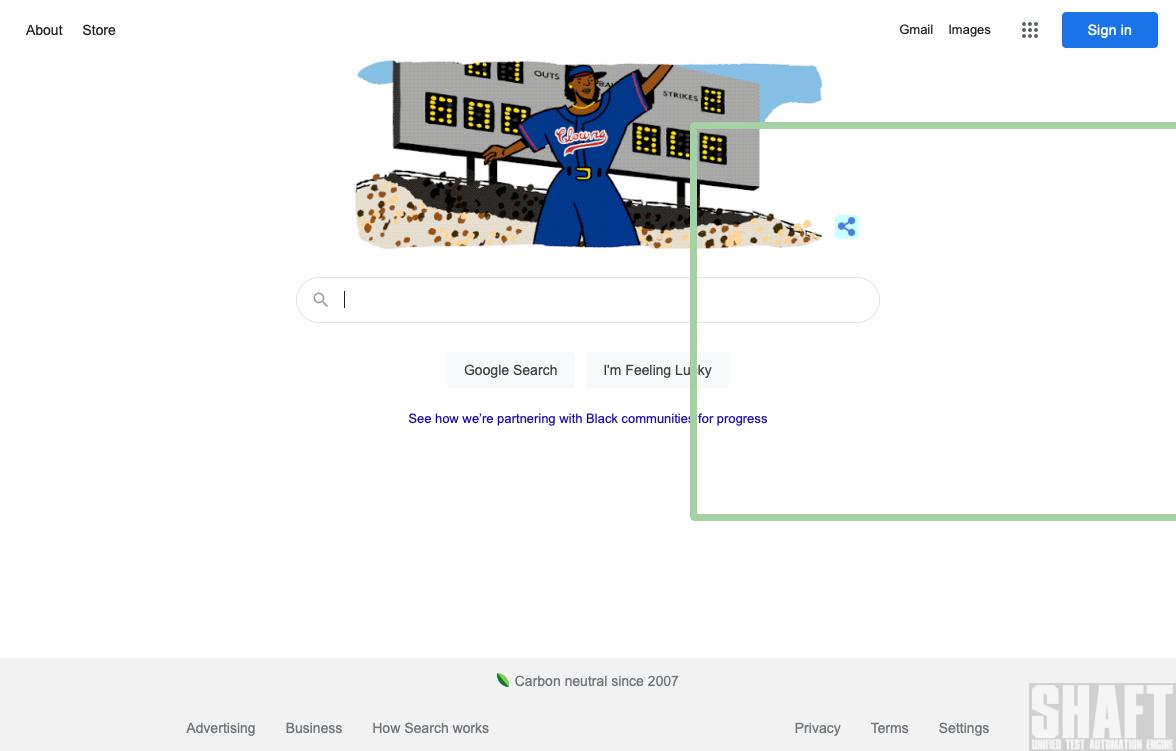 About Store
Gmail Images Sign in
OUTS
STRIKES
Clowns
Google Search I'm Feeling Lucky
See how we're partnering with Black communities for progress
Carbon neutral since 2007
Advertising Business How Search works Privacy Terms Settings
SHAFT
UNIFIED TEST AUTOMATION ENGINE